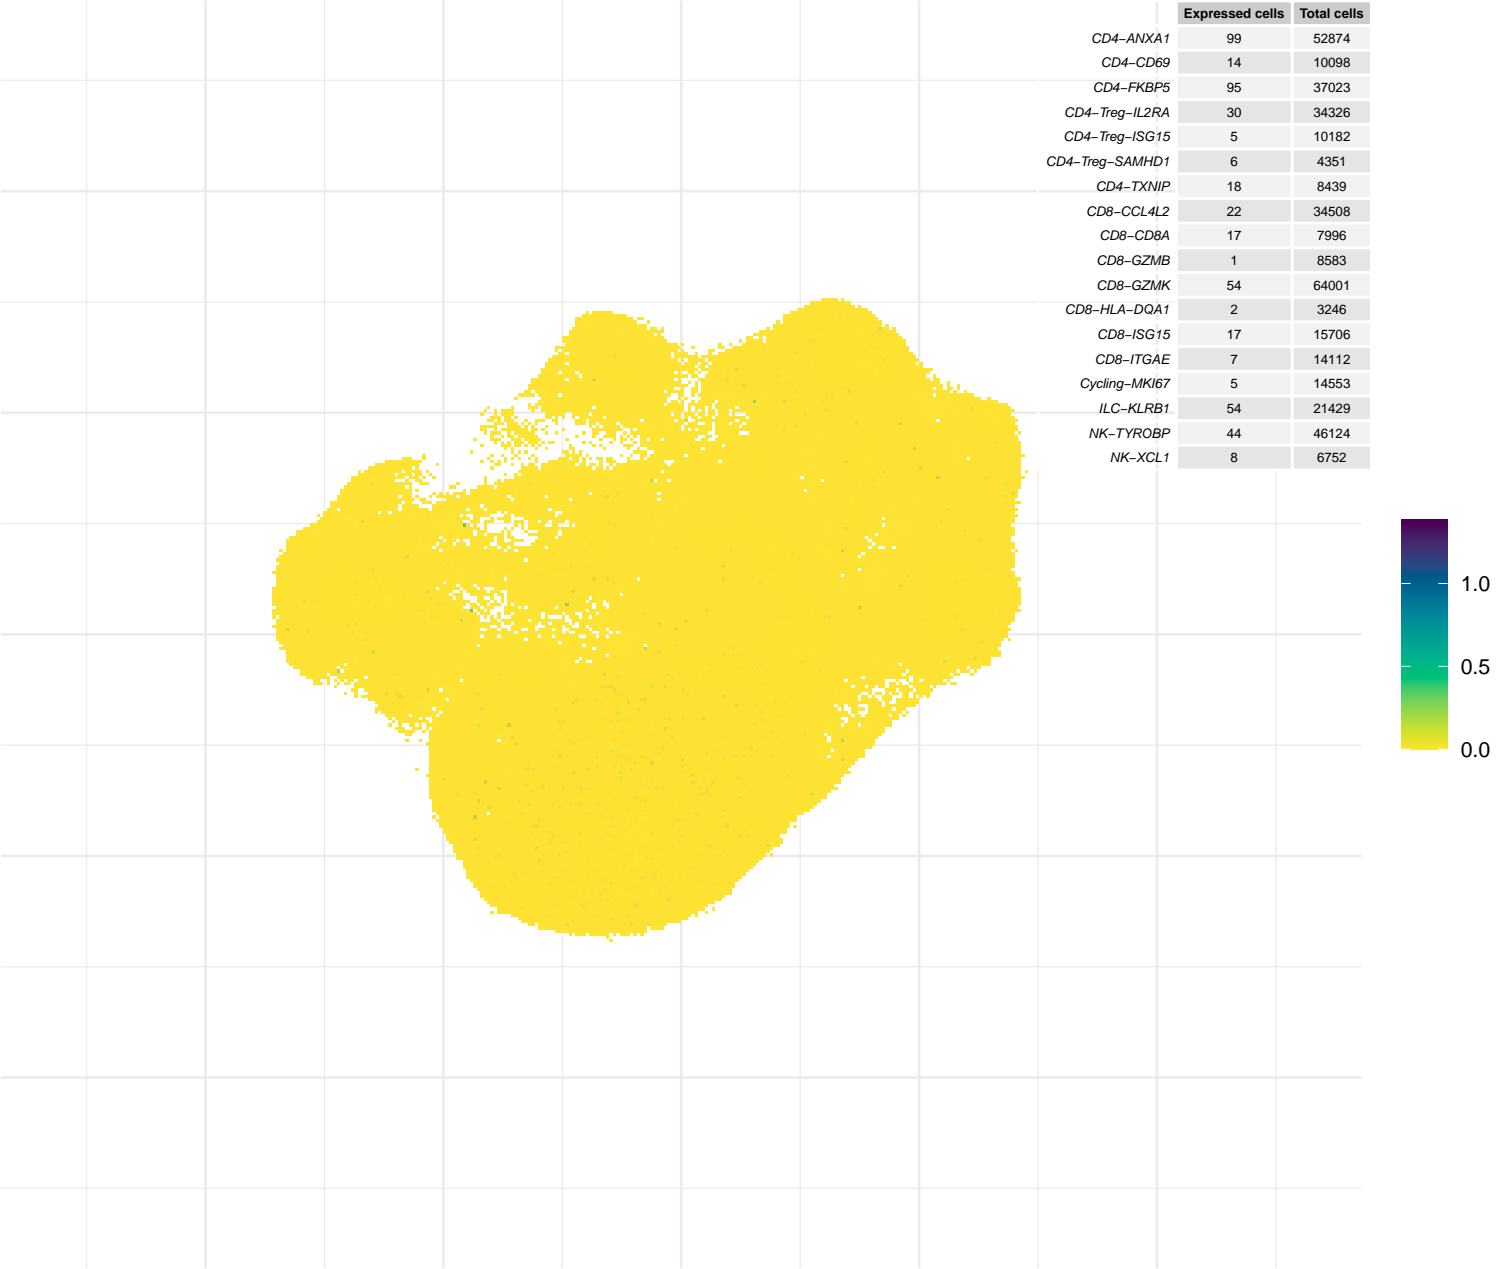 Expressed cells Total cells
CD4−ANXA1 99 52874
CD4−CD69 14 10098
CD4−FKBP5 95 37023
CD4−Treg−IL2RA 30 34326
CD4−Treg−ISG15 5 10182
CD4−Treg−SAMHD1 6 4351
CD4−TXNIP 18 8439
CD8−CCL4L2 22 34508
CD8−CD8A 17 7996
CD8−GZMB 1 8583
CD8−GZMK 54 64001
CD8−HLA−DQA1 2 3246
CD8−ISG15 17 15706
CD8−ITGAE 7 14112
Cycling−MKI67 5 14553
ILC−KLRB1 54 21429
NK−TYROBP 44 46124
NK−XCL1 8 6752
1.0
0.5
0.0